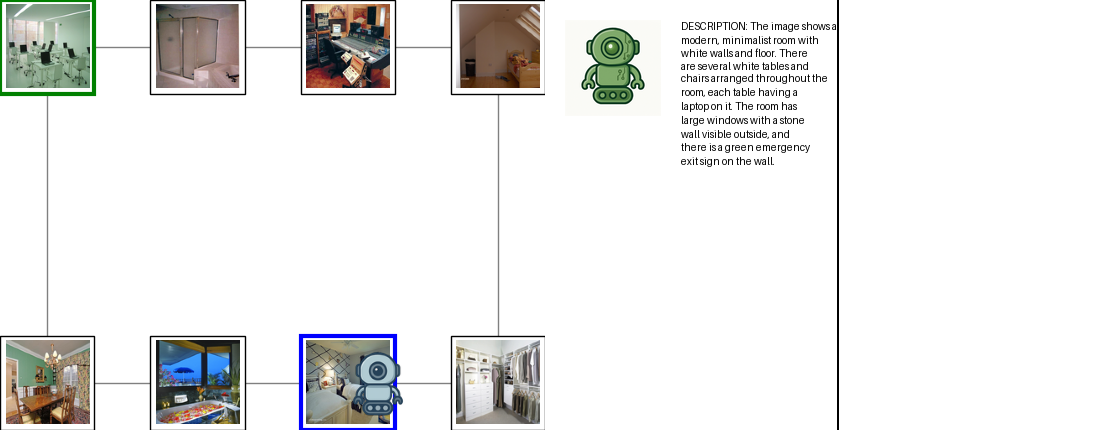 DESCRIPTION: The image shows a
modern, minimalist room with
white walls and floor. There
are several white tables and
chairs arranged throughout the
room, each table having a
laptop on it. The room has
large windows with a stone
wall visible outside, and
there is a green emergency
exit sign on the wall.